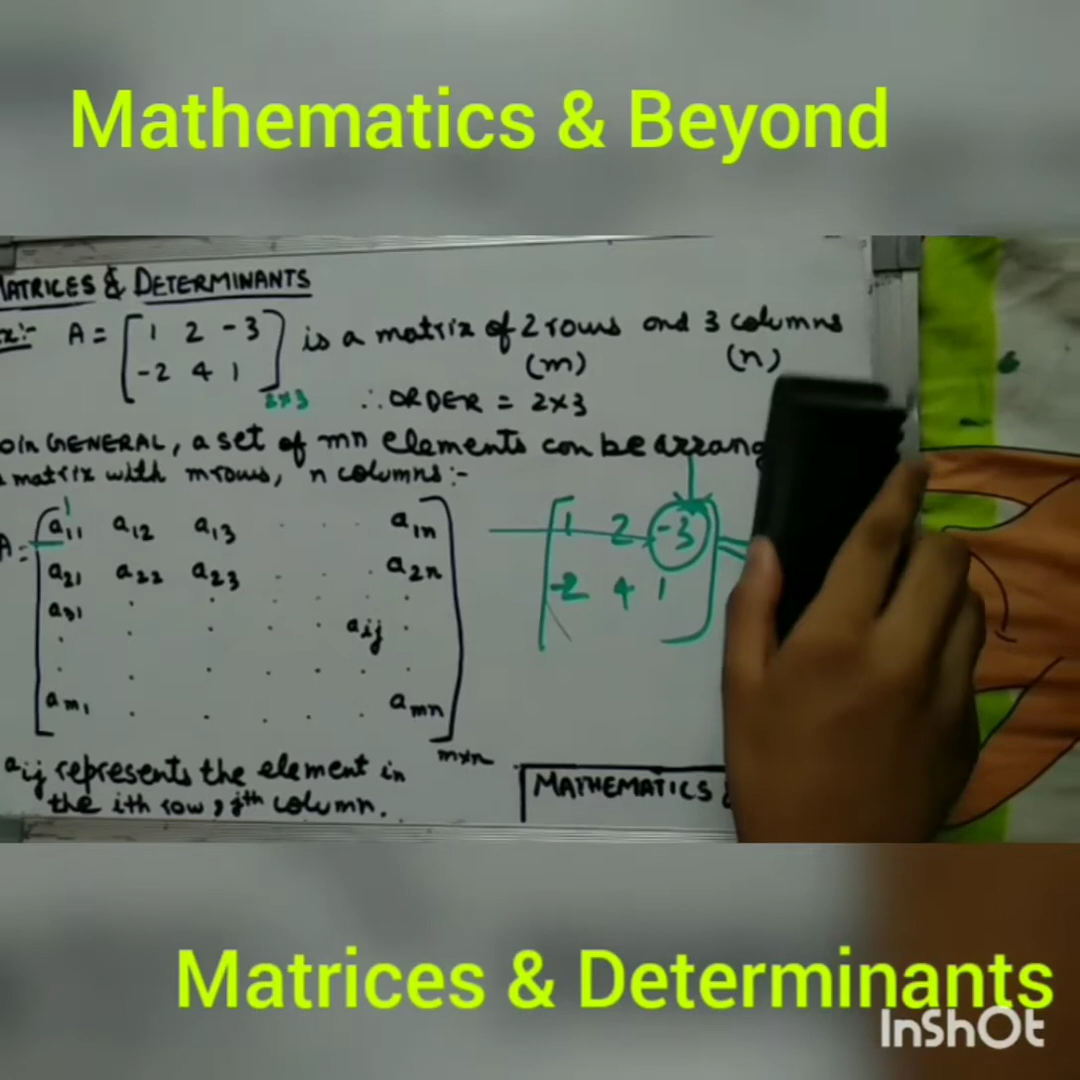 Mathematics & Beyond
MATRICES & DETERMINANTS
Ex:- A = [ 1 2 -3 ] is a matrix of 2 rows and 3 columns
[ -2 4 1 ] (m) (n)
2×3 ∴ ORDER = 2×3
In GENERAL, a set of mn elements can be arrang
matrix with m rows, n columns:-
A = [ a11 a12 a13 . . . a1n ]
a21 a22 a23 . . . a2n
a31 . . . . . .
. . . . . aij .
. . . . . . .
am1 . . . . . amn
m×n
1
[ 1 2 -3 ]
-2 4 1
aij represents the element in
the ith row, jth column.
MATHEMATICS &
Matrices & Determinants
InShOt